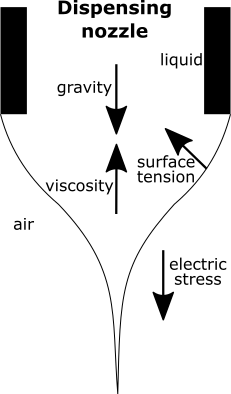 Dispensing
nozzle
liquid
gravity
surface
tension
viscosity
air
electric
stress